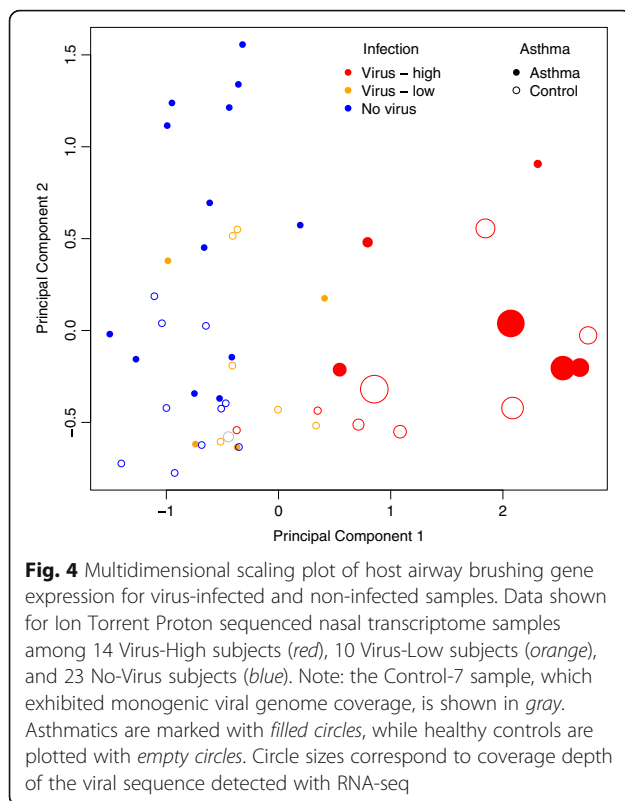 Infection Asthma
Virus – high Asthma
Virus – low Control
No virus
1.5
1.0
0.5
0.0
−0.5
Principal Component 2
−1 0 1 2
Principal Component 1
Fig. 4 Multidimensional scaling plot of host airway brushing gene
expression for virus-infected and non-infected samples. Data shown
for Ion Torrent Proton sequenced nasal transcriptome samples
among 14 Virus-High subjects (red), 10 Virus-Low subjects (orange),
and 23 No-Virus subjects (blue). Note: the Control-7 sample, which
exhibited monogenic viral genome coverage, is shown in gray.
Asthmatics are marked with filled circles, while healthy controls are
plotted with empty circles. Circle sizes correspond to coverage depth
of the viral sequence detected with RNA-seq